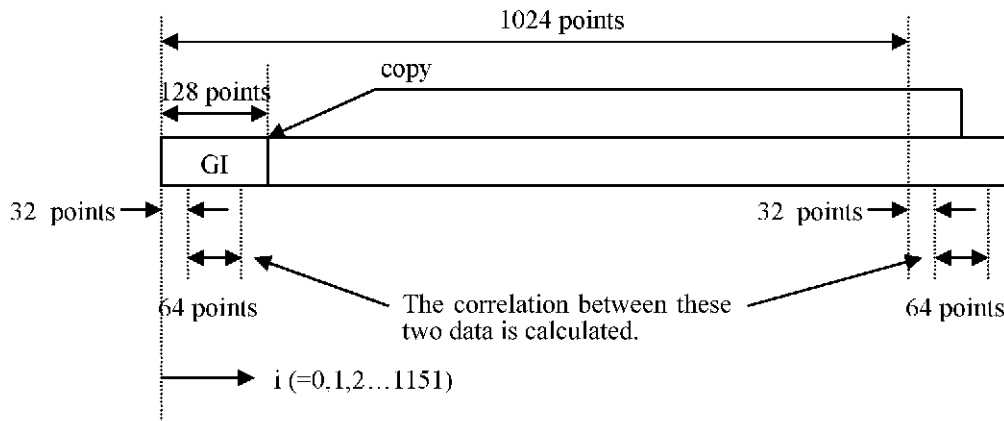 1024 points
copy
128 points
GI
32 points
32 points
64 points
The correlation between these
two data is calculated.
64 points
i (=0,1,2…1151)